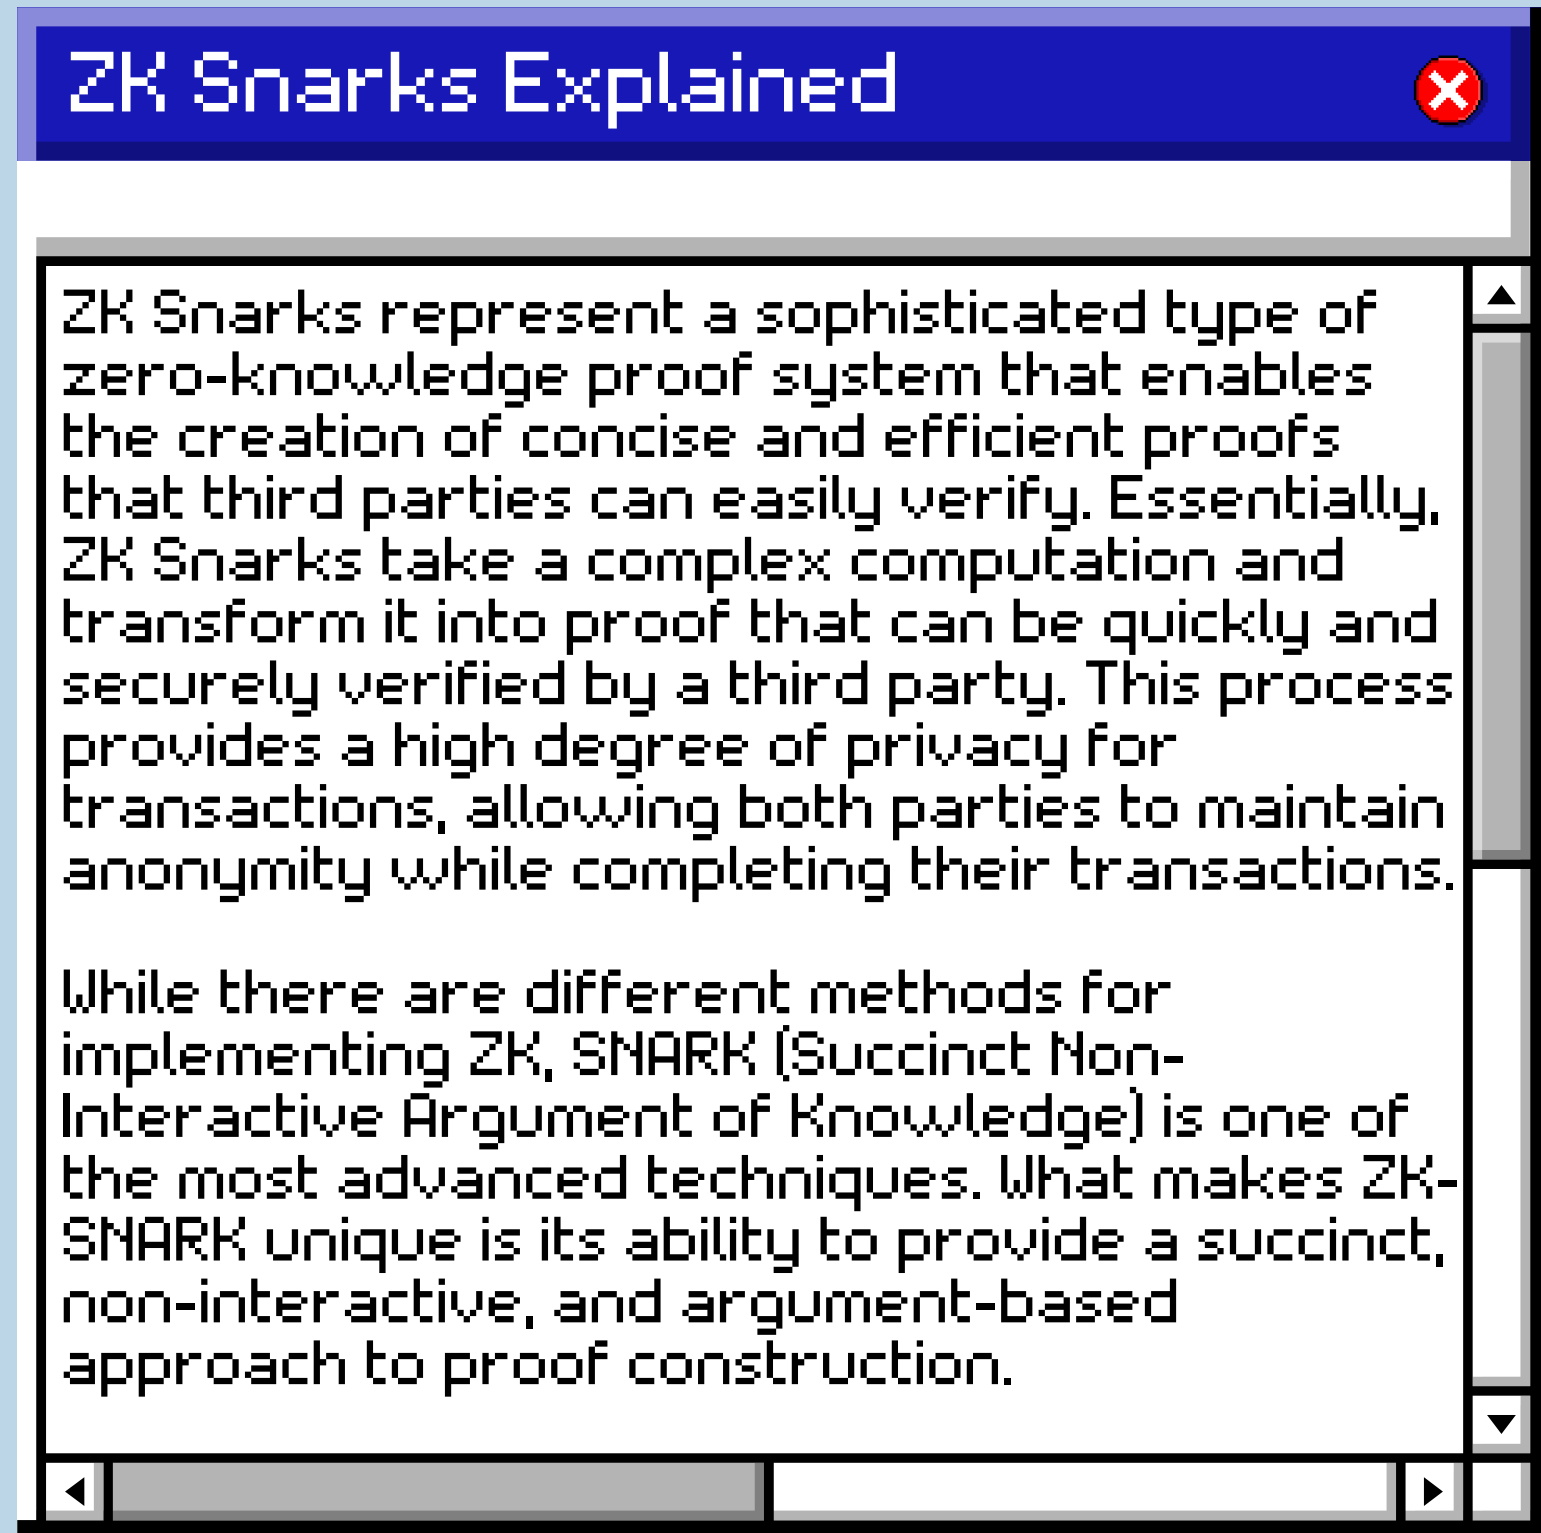 ZK Snarks Explained
ZK Snarks represent a sophisticated type of
zero-knowledge proof system that enables
the creation of concise and efficient proofs
that third parties can easily verify. Essentially,
ZK Snarks take a complex computation and
transform it into proof that can be quickly and
securely verified by a third party. This process
provides a high degree of privacy for
transactions, allowing both parties to maintain
anonymity while completing their transactions.
While there are different methods for
implementing ZK, SNARK (Succinct Non-
Interactive Argument of Knowledge) is one of
the most advanced techniques. What makes ZK-
SNARK unique is its ability to provide a succinct,
non-interactive, and argument-based
approach to proof construction.